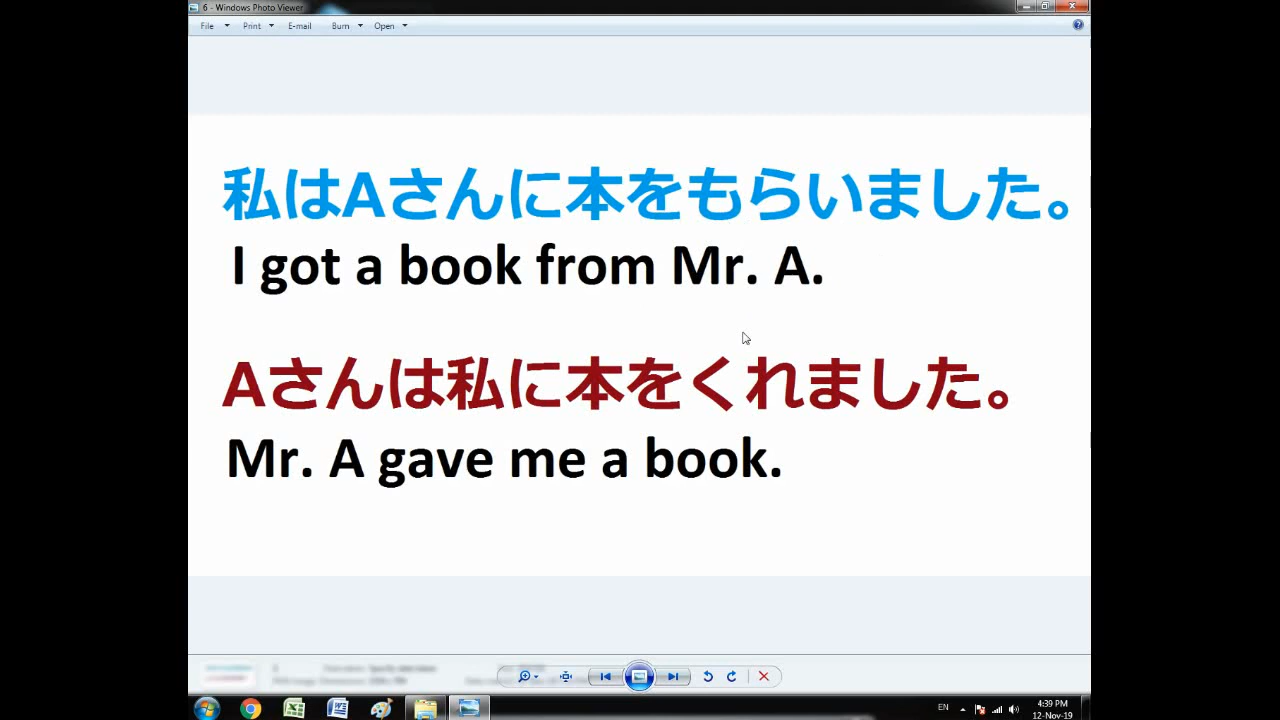 6 - Windows Photo Viewer
File Print E-mail Burn Open
私はAさんに本をもらいました。
I got a book from Mr. A.
Aさんは私に本をくれました。
Mr. A gave me a book.
EN
4:39 PM
12-Nov-19